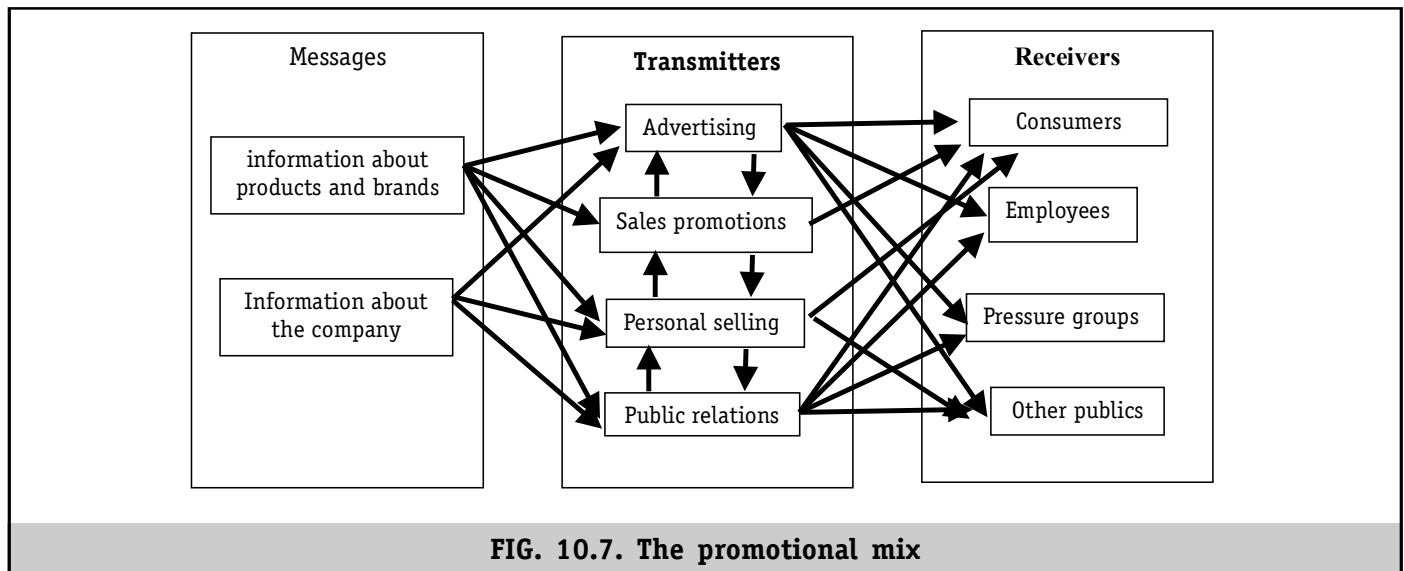 Messages
information about
products and brands
Information about
the company
Transmitters
Advertising
Sales promotions
Personal selling
Public relations
Receivers
Consumers
Employees
Pressure groups
Other publics
FIG. 10.7. The promotional mix